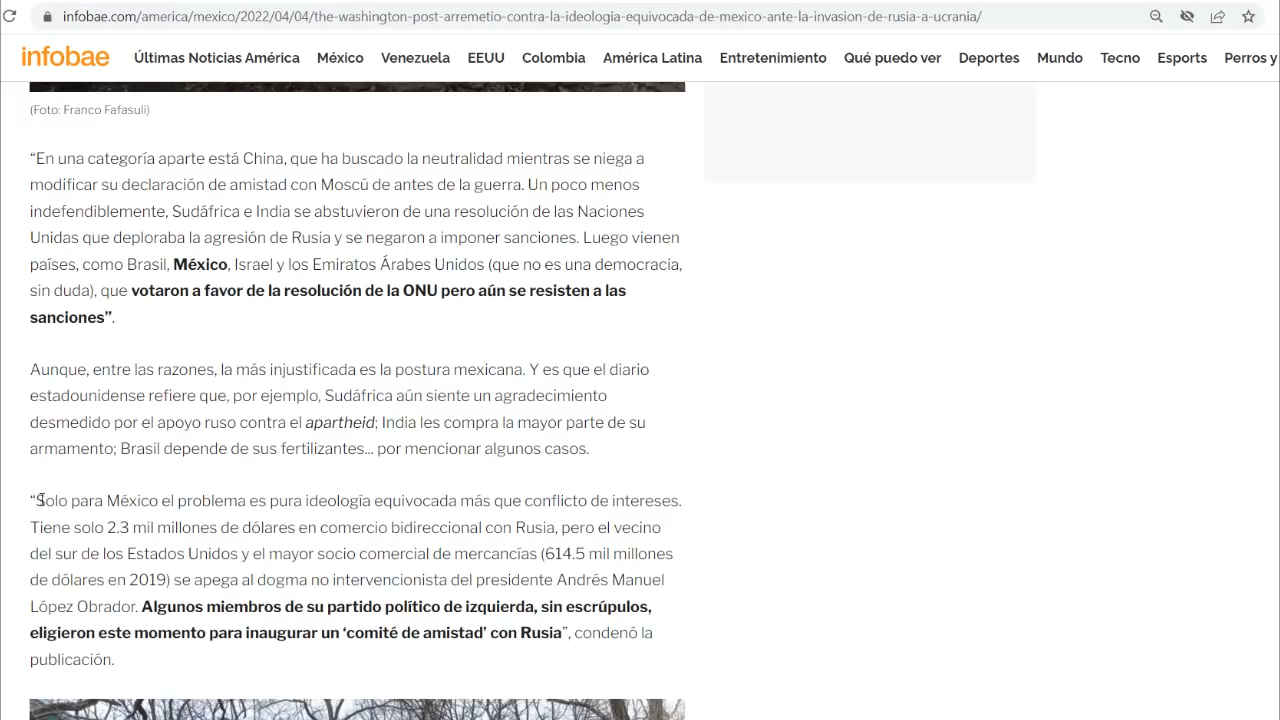 infobae.com/america/mexico/2022/04/04/the-washington-post-arremetio-contra-la-ideologia-equivocada-de-mexico-ante-la-invasion-de-rusia-a-ucrania/
infobae Últimas Noticias América México Venezuela EEUU Colombia América Latina Entretenimiento Qué puedo ver Deportes Mundo Tecno Esports Perros y
(Foto: Franco Fafasuli)
“En una categoría aparte está China, que ha buscado la neutralidad mientras se niega a
modificar su declaración de amistad con Moscú de antes de la guerra. Un poco menos
indefendiblemente, Sudáfrica e India se abstuvieron de una resolución de las Naciones
Unidas que deploraba la agresión de Rusia y se negaron a imponer sanciones. Luego vienen
países, como Brasil, México, Israel y los Emiratos Árabes Unidos (que no es una democracia,
sin duda), que votaron a favor de la resolución de la ONU pero aún se resisten a las
sanciones”.
Aunque, entre las razones, la más injustificada es la postura mexicana. Y es que el diario
estadounidense refiere que, por ejemplo, Sudáfrica aún siente un agradecimiento
desmedido por el apoyo ruso contra el apartheid; India les compra la mayor parte de su
armamento; Brasil depende de sus fertilizantes... por mencionar algunos casos.
“Solo para México el problema es pura ideología equivocada más que conflicto de intereses.
Tiene solo 2.3 mil millones de dólares en comercio bidireccional con Rusia, pero el vecino
del sur de los Estados Unidos y el mayor socio comercial de mercancías (614.5 mil millones
de dólares en 2019) se apega al dogma no intervencionista del presidente Andrés Manuel
López Obrador. Algunos miembros de su partido político de izquierda, sin escrúpulos,
eligieron este momento para inaugurar un ‘comité de amistad’ con Rusia”, condenó la
publicación.